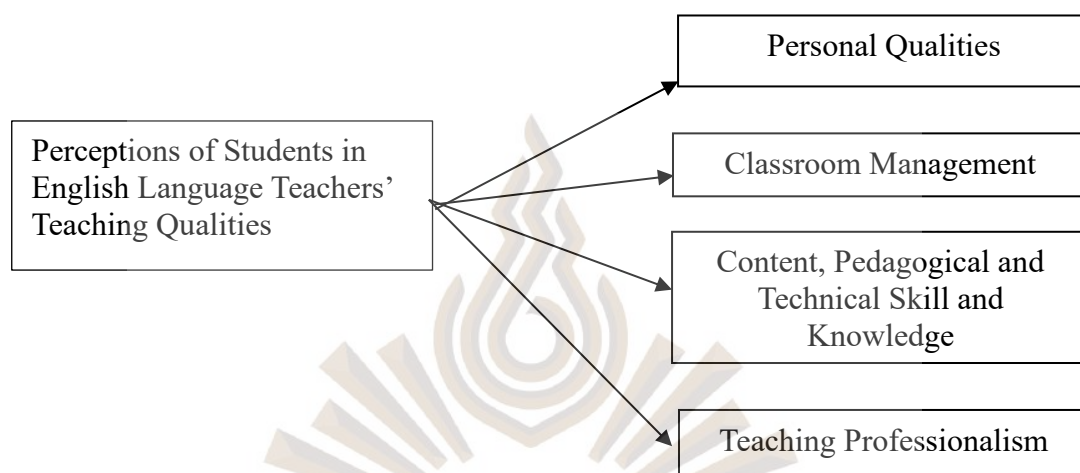 Personal Qualities
Perceptions of Students in
English Language Teachers’
Teaching Qualities
Classroom Management
Content, Pedagogical and
Technical Skill and
Knowledge
Teaching Professionalism